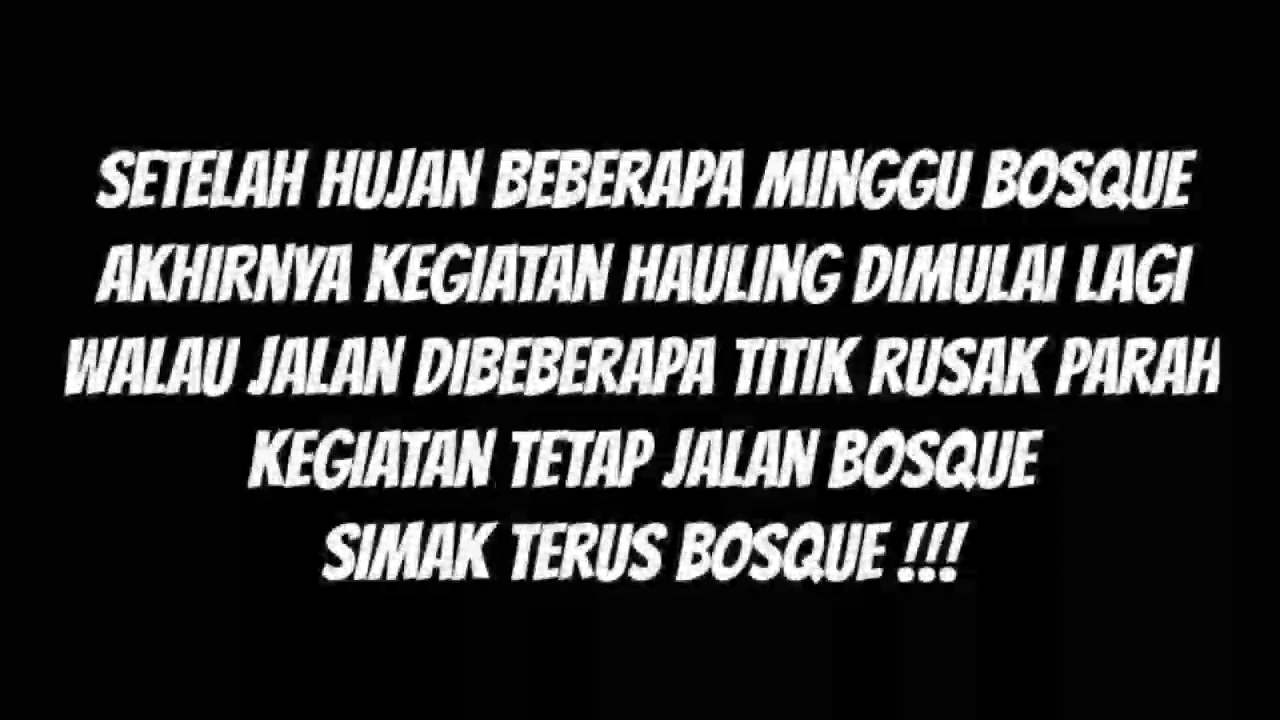 SETELAH HUJAN BEBERAPA MINGGU BOSQUE
AKHIRNYA KEGIATAN HAULING DIMULAI LAGI
WALAU JALAN DIBEBERAPA TITIK RUSAK PARAH
KEGIATAN TETAP JALAN BOSQUE
SIMAK TERUS BOSQUE !!!